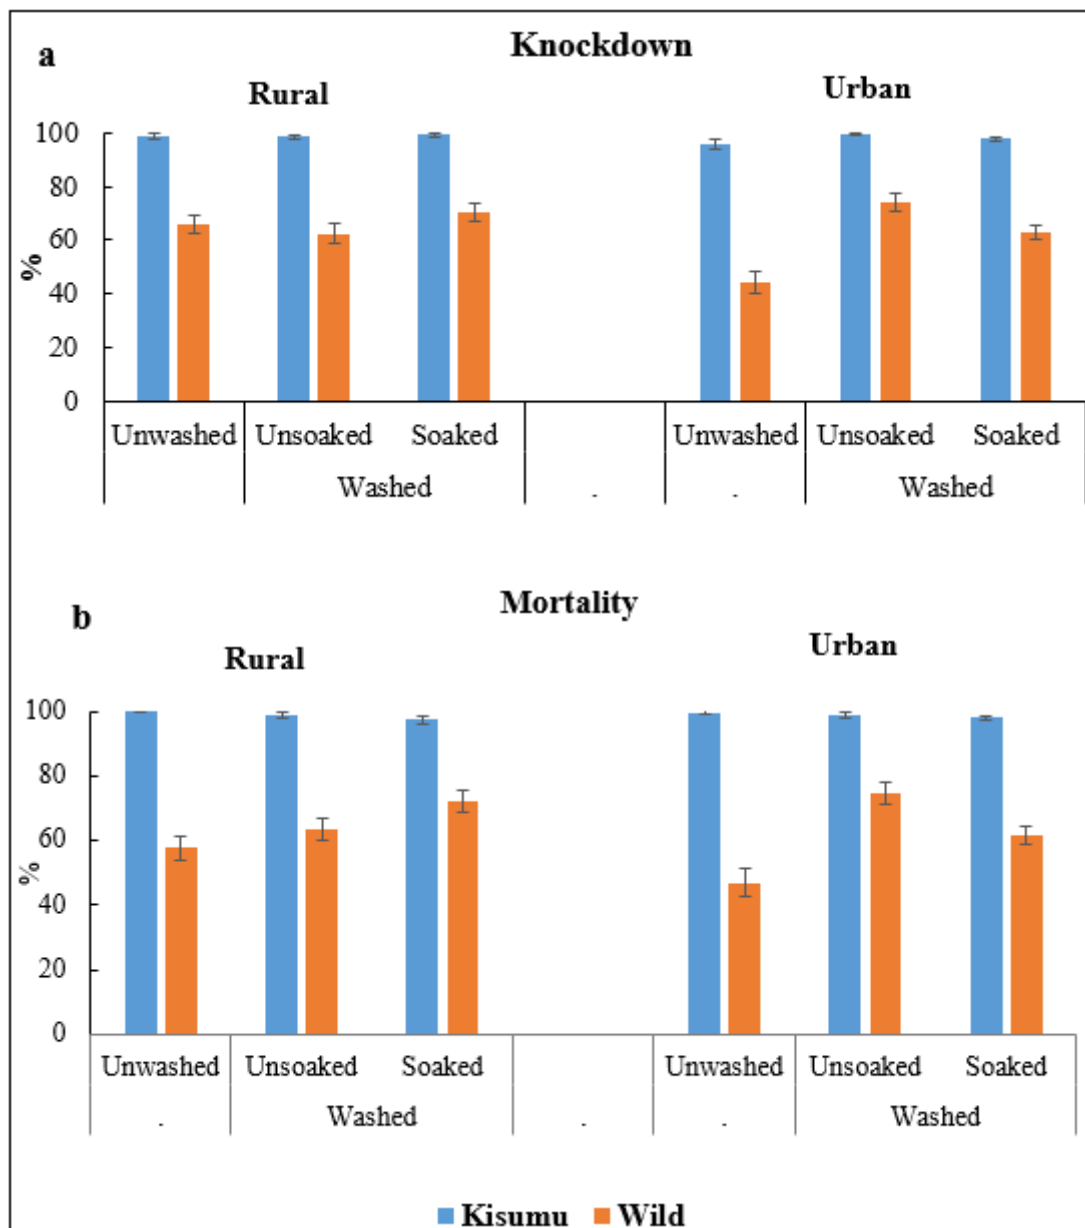 a
Knockdown
Rural Urban
100
80
60
40
20
0
%
Unwashed Unsoaked Soaked Unwashed Unsoaked Soaked
Washed . . Washed
b
Mortality
Rural Urban
100
80
60
40
20
0
%
Unwashed Unsoaked Soaked Unwashed Unsoaked Soaked
. Washed . . Washed
Kisumu Wild